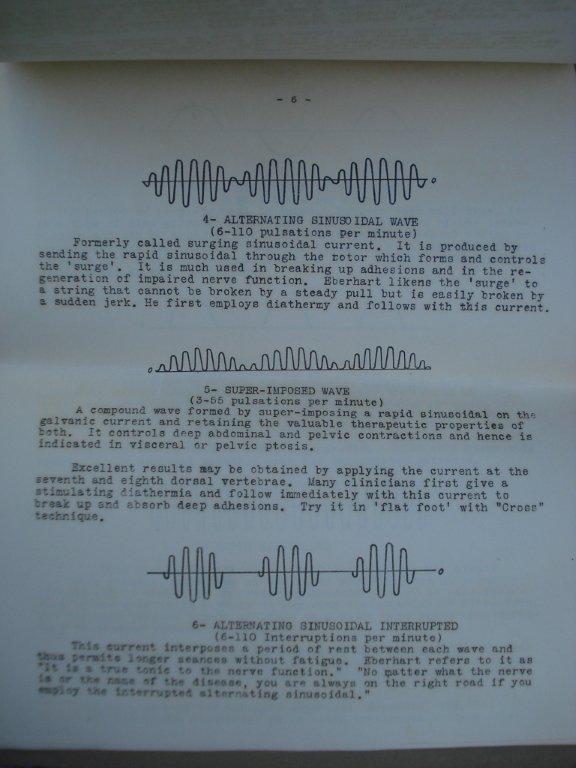 - 6 -
4- ALTERNATING SINUSOIDAL WAVE
(6-110 pulsations per minute)
Formerly called surging sinusoidal current. It is produced by
sending the rapid sinusoidal through the rotor which forms and controls
the 'surge'. It is much used in breaking up adhesions and in the re-
generation of impaired nerve function. Eberhart likens the 'surge' to
a string that cannot be broken by a steady pull but is easily broken by
a sudden jerk. He first employs diathermy and follows with this current.
5- SUPER-IMPOSED WAVE
(3-55 pulsations per minute)
A compound wave formed by super-imposing a rapid sinusoidal on the
galvanic current and retaining the valuable therapeutic properties of
both. It controls deep abdominal and pelvic contractions and hence is
indicated in visceral or pelvic ptosis.
Excellent results may be obtained by applying the current at the
seventh and eighth dorsal vertebrae. Many clinicians first give a
stimulating diathermia and follow immediately with this current to
break up and absorb deep adhesions. Try it in 'flat foot' with "Cross"
technique.
6- ALTERNATING SINUSOIDAL INTERRUPTED
(6-110 Interruptions per minute)
This current interposes a period of rest between each wave and
thus permits longer seances without fatigue. Eberhart refers to it as
"it is a true tonic to the nerve function." "No matter what the nerve
is or the name of the disease, you are always on the right road if you
employ the interrupted alternating sinusoidal."